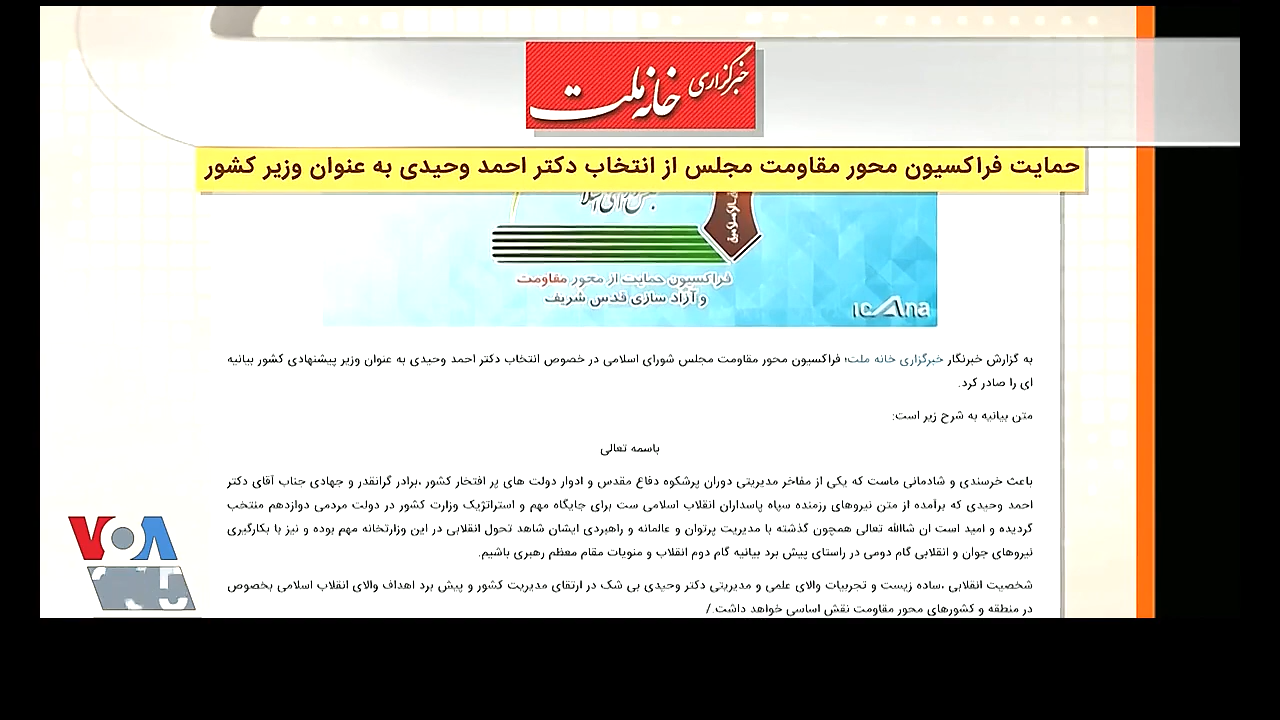 خبرگزاری خانه ملت
حمایت فراکسیون محور مقاومت مجلس از انتخاب دکتر احمد وحیدی به عنوان وزیر کشور
فراکسیون حمایت از محور مقاومت
و آزاد سازی قدس شریف
ICAna
به گزارش خبرنگار خبرگزاری خانه ملت؛ فراکسیون محور مقاومت مجلس شورای اسلامی در خصوص انتخاب دکتر احمد وحیدی به عنوان وزیر پیشنهادی کشور بیانیه
ای را صادر کرد.
متن بیانیه به شرح زیر است:
باسمه تعالی
باعث خرسندی و شادمانی ماست که یکی از مفاخر مدیریتی دوران پرشکوه دفاع مقدس و ادوار دولت های پر افتخار کشور ،برادر گرانقدر و جهادی جناب آقای دکتر
احمد وحیدی که برآمده از متن نیروهای رزمنده سپاه پاسداران انقلاب اسلامی ست برای جایگاه مهم و استراتژیک وزارت کشور در دولت مردمی دوازدهم منتخب
گردیده و امید است ان شاالله تعالی همچون گذشته با مدیریت پرتوان و عالمانه و راهبردی ایشان شاهد تحول انقلابی در این وزارتخانه مهم بوده و نیز با بکارگیری
نیروهای جوان و انقلابی گام دومی در راستای پیش برد بیانیه گام دوم انقلاب و منویات مقام معظم رهبری باشیم.
شخصیت انقلابی ،ساده زیست و تجربیات والای علمی و مدیریتی دکتر وحیدی بی شک در ارتقای مدیریت کشور و پیش برد اهداف والای انقلاب اسلامی بخصوص
در منطقه و کشورهای محور مقاومت نقش اساسی خواهد داشت./
VOA